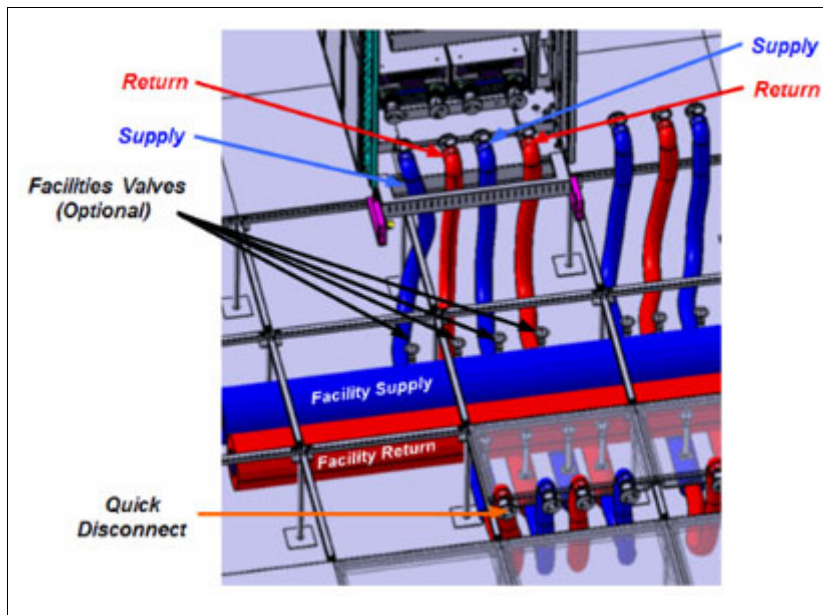 Supply
Return
Return
Supply
Facilities Valves
(Optional)
Facility Supply
Facility Return
Quick
Disconnect